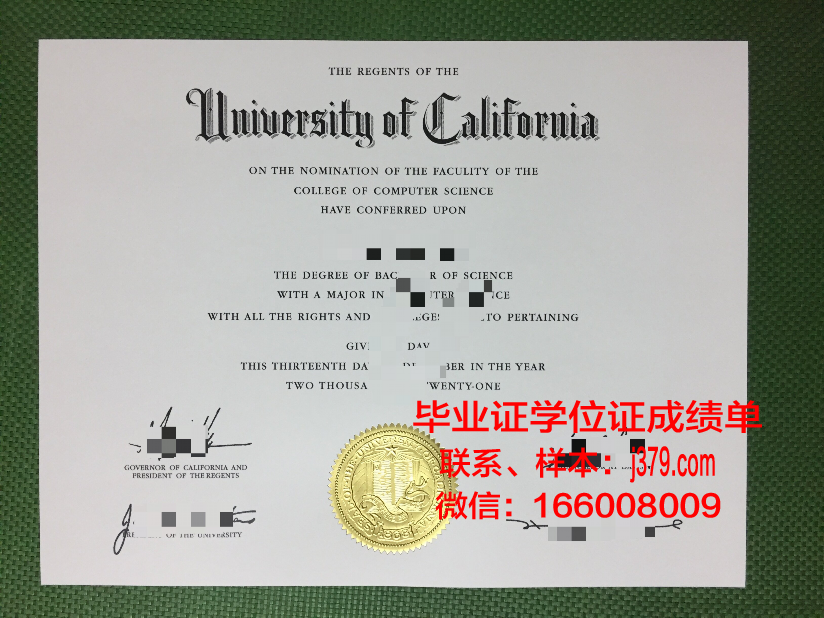 THE REGENTS OF THE
University of California
ON THE NOMINATION OF THE FACULITY OF THE
COLLEGE OF COMPUTER SCIENCE
HAVE CONFERRED UPON
THE DEGREE OF OF SCIENCE
WITH A MAJOR IN
WITH ALL THE RIGHTS AND TO PERTAINING
DAY
THIS THIRTEENTH IN THE YEAR
TWO
毕业证学位证成绩单
联系、样本：j379.com
微信：166008009
GOVERNOR OF CALIFORNIA AND
PRESIDENT OF THE REGENTS
OF THE UNIVERSITY